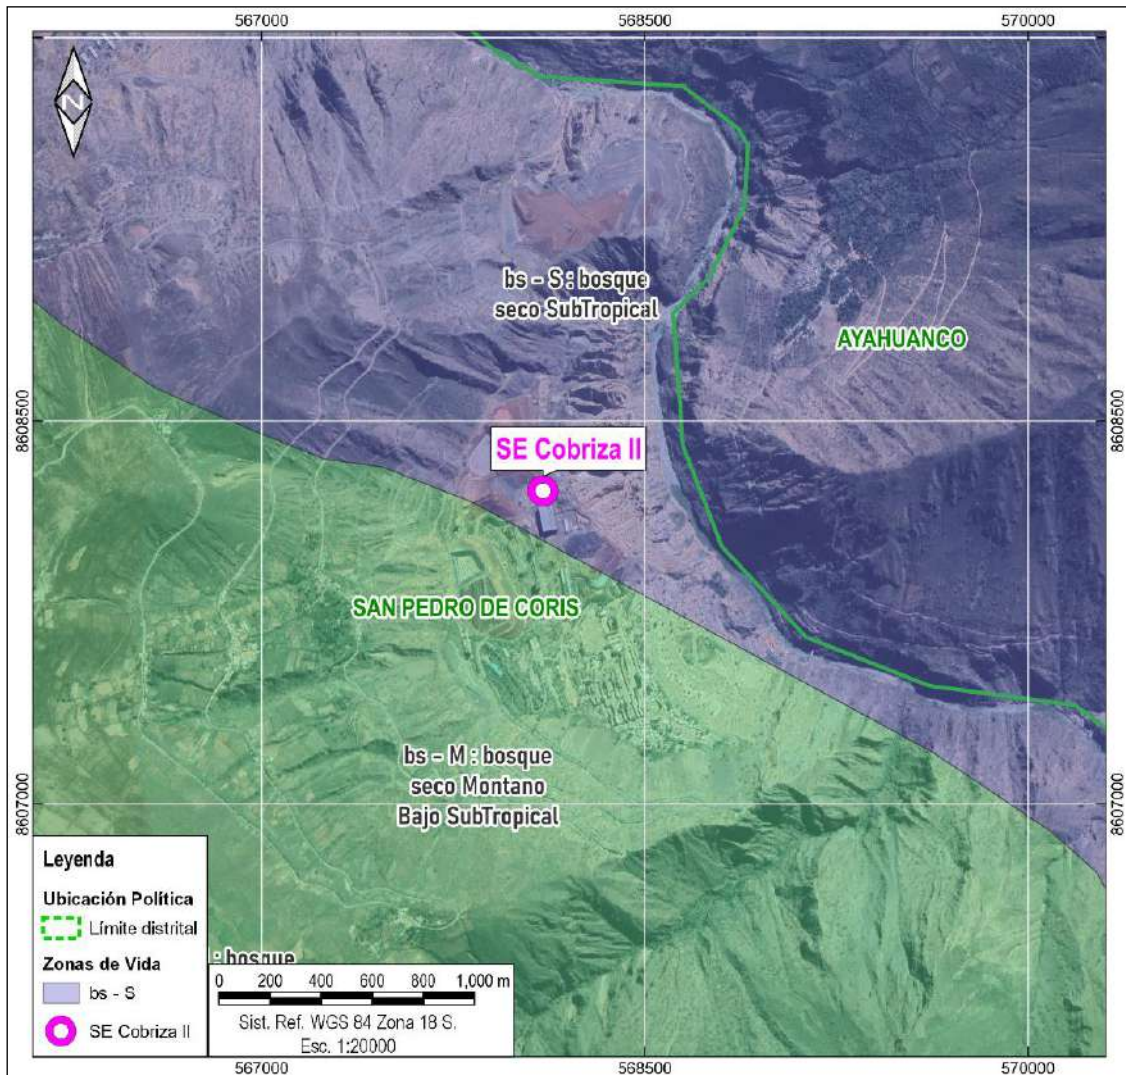 567000
568500
570000
N
bs - S : bosque
seco SubTropical
AYAHUANCO
8608500
8608500
SE Cobriza II
SAN PEDRO DE CORIS
bs - M : bosque
seco Montano
Bajo SubTropical
8607000
8607000
Leyenda
Ubicación Política
Límite distrital
Zonas de Vida
bs - S
SE Cobriza II
: bosque
0 200 400 600 800 1,000 m
Sist. Ref. WGS 84 Zona 18 S.
Esc. 1:20000
567000
568500
570000